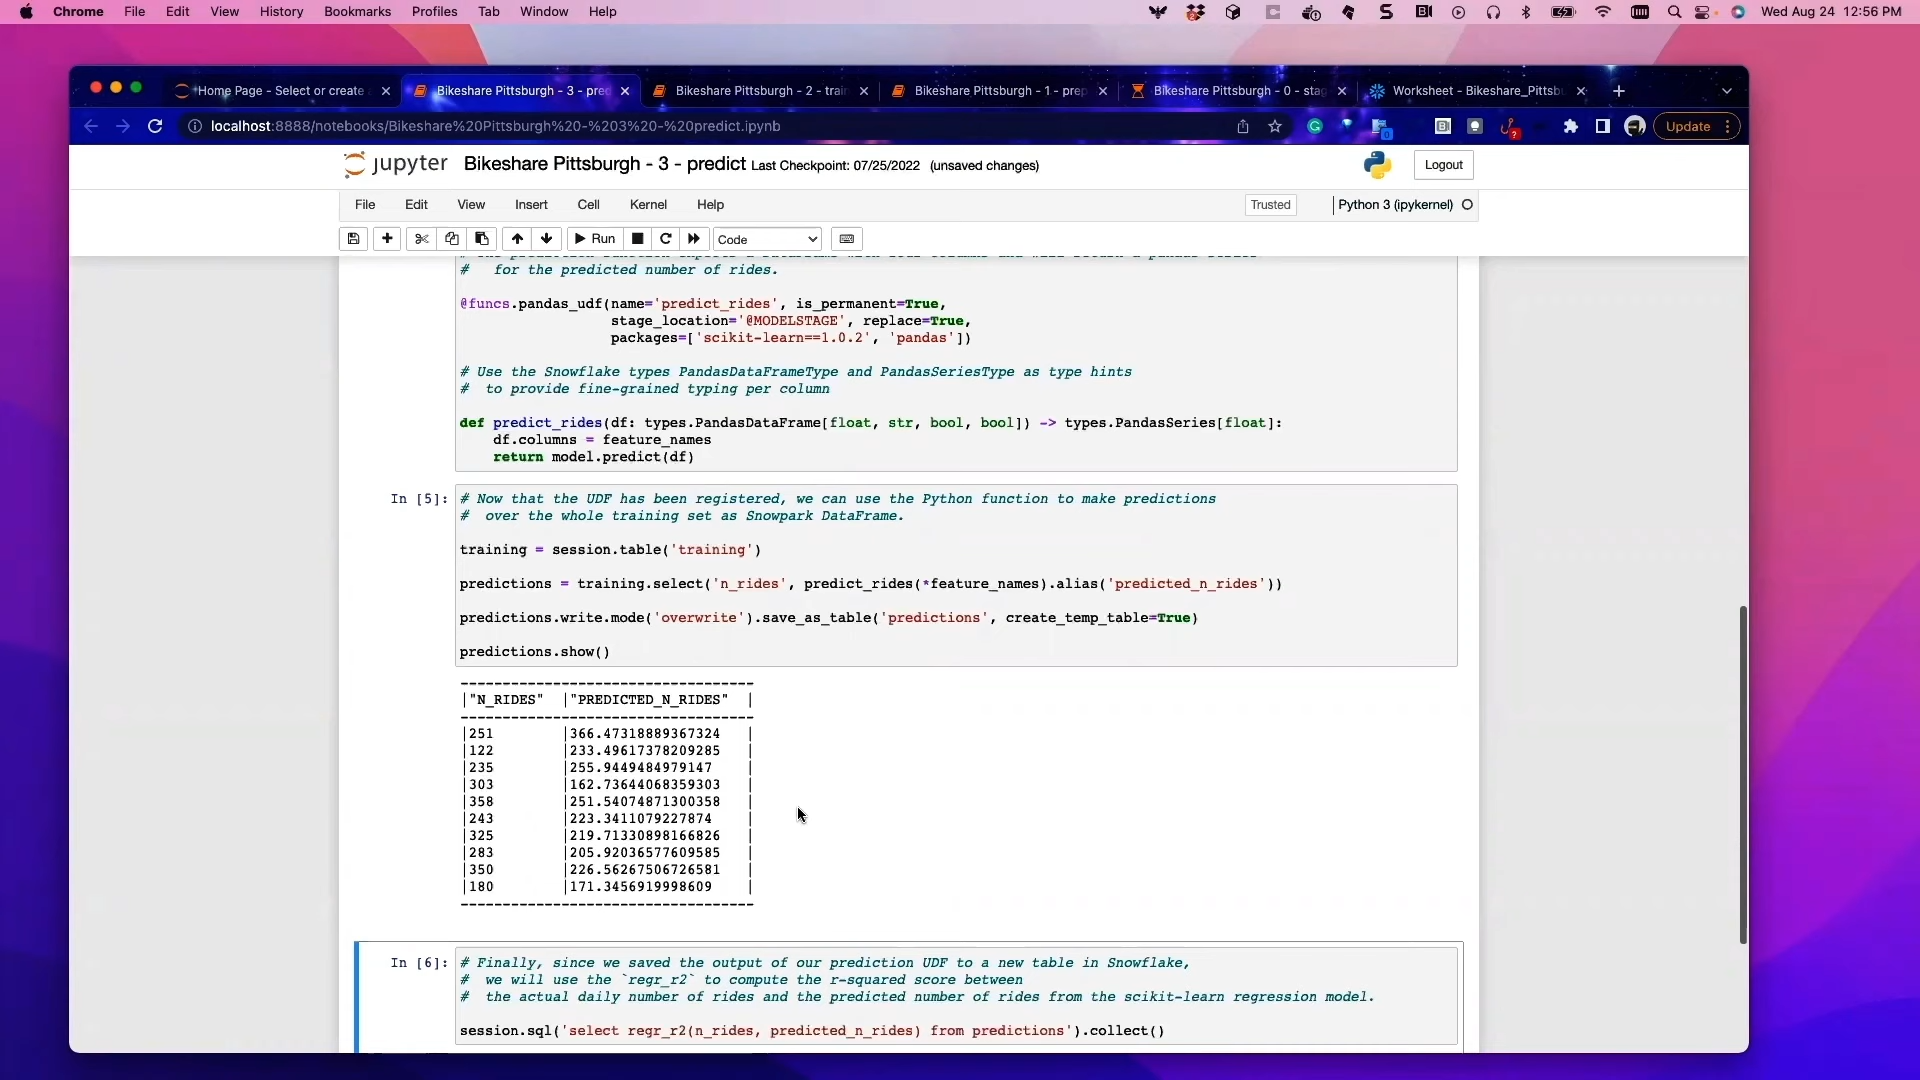 Chrome File Edit View History Bookmarks Profiles Tab Window Help Wed Aug 24 12:56 PM
Home Page - Select or create Bikeshare Pittsburgh - 3 - pred Bikeshare Pittsburgh - 2 - train Bikeshare Pittsburgh - 1 - prep Bikeshare Pittsburgh - 0 - stag Worksheet - Bikeshare_Pittsb
localhost:8888/notebooks/Bikeshare%20Pittsburgh%20-%203%20-%20predict.ipynb Update
jupyter Bikeshare Pittsburgh - 3 - predict Last Checkpoint: 07/25/2022 (unsaved changes) Logout
File Edit View Insert Cell Kernel Help Trusted Python 3 (ipykernel)
Run Code
# for the predicted number of rides.
@funcs.pandas_udf(name='predict_rides', is_permanent=True,
stage_location='@MODELSTAGE', replace=True,
packages=['scikit-learn==1.0.2', 'pandas'])
# Use the Snowflake types PandasDataFrameType and PandasSeriesType as type hints
# to provide fine-grained typing per column
def predict_rides(df: types.PandasDataFrame[float, str, bool, bool]) -> types.PandasSeries[float]:
df.columns = feature_names
return model.predict(df)
In [5]: # Now that the UDF has been registered, we can use the Python function to make predictions
# over the whole training set as Snowpark DataFrame.
training = session.table('training')
predictions = training.select('n_rides', predict_rides(*feature_names).alias('predicted_n_rides'))
predictions.write.mode('overwrite').save_as_table('predictions', create_temp_table=True)
predictions.show()
-----------------------------------
|"N_RIDES" |"PREDICTED_N_RIDES" |
-----------------------------------
|251 |366.47318889367324 |
|122 |233.49617378209285 |
|235 |255.9449484979147 |
|303 |162.73644068359303 |
|358 |251.54074871300358 |
|243 |223.3411079227874 |
|325 |219.71330898166826 |
|283 |205.92036577609585 |
|350 |226.56267506726581 |
|180 |171.3456919998609 |
-----------------------------------
In [6]: # Finally, since we saved the output of our prediction UDF to a new table in Snowflake,
# we will use the `regr_r2` to compute the r-squared score between
# the actual daily number of rides and the predicted number of rides from the scikit-learn regression model.
session.sql('select regr_r2(n_rides, predicted_n_rides) from predictions').collect()